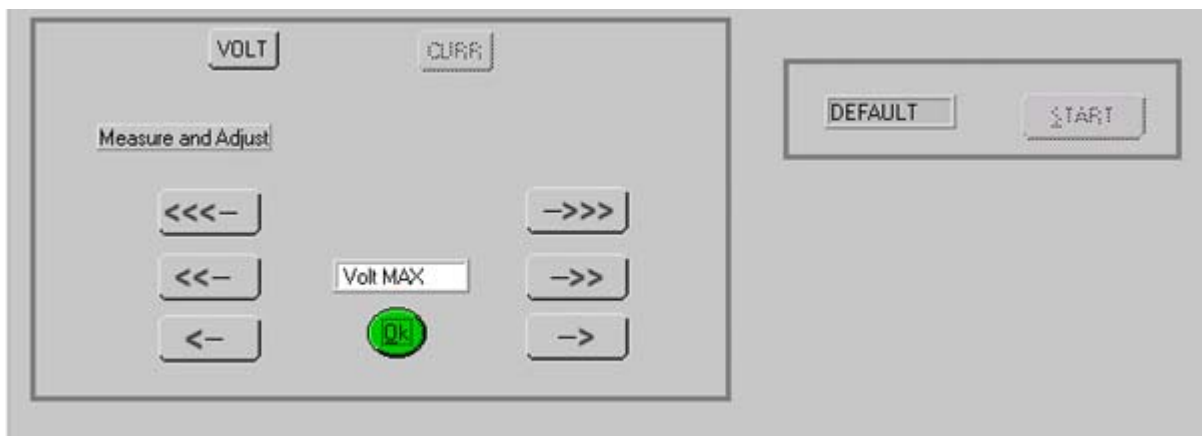 VOLT CURR
DEFAULT START
Measure and Adjust
<<<– –>>>
<<– Volt MAX –>>
<– Ok –>